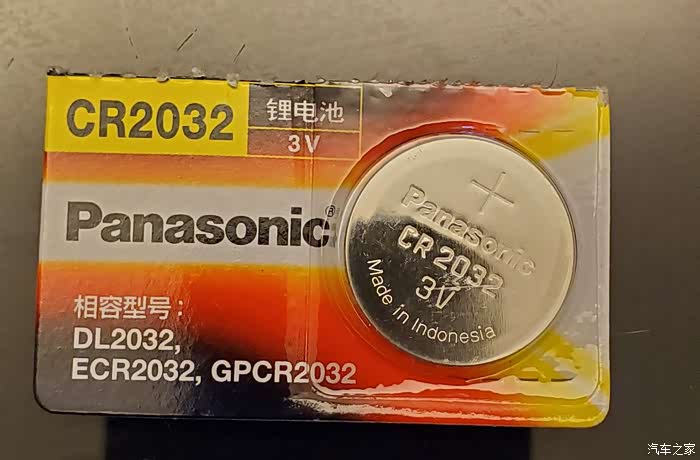 CR2032
锂电池
3V
Panasonic®
相容型号：
DL2032,
ECR2032, GPCR2032
+
Panasonic
CR 2032
3V
Made in Indonesia
汽车之家